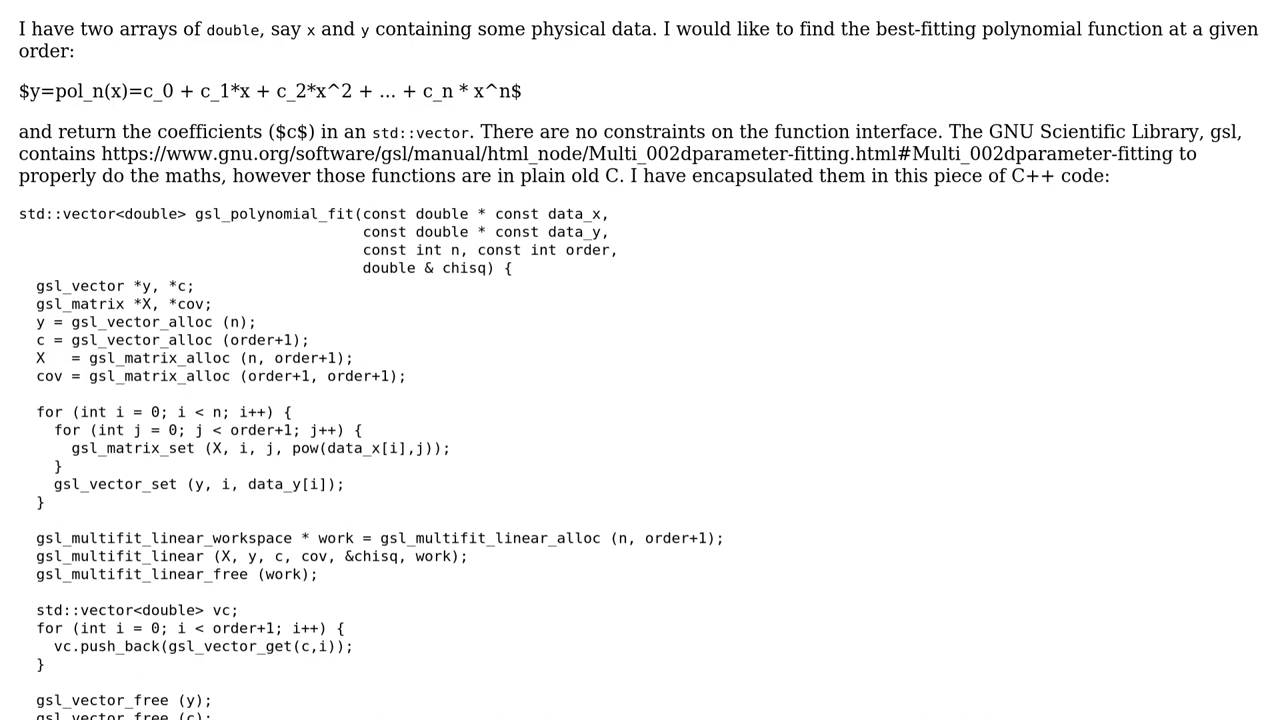 I have two arrays of double, say x and y containing some physical data. I would like to find the best-fitting polynomial function at a given
order:
$y=pol_n(x)=c_0 + c_1*x + c_2*x^2 + ... + c_n * x^n$
and return the coefficients ($c$) in an std::vector. There are no constraints on the function interface. The GNU Scientific Library, gsl,
contains https://www.gnu.org/software/gsl/manual/html_node/Multi_002dparameter-fitting.html#Multi_002dparameter-fitting to
properly do the maths, however those functions are in plain old C. I have encapsulated them in this piece of C++ code:
std::vector<double> gsl_polynomial_fit(const double * const data_x,
                                       const double * const data_y,
                                       const int n, const int order,
                                       double & chisq) {
  gsl_vector *y, *c;
  gsl_matrix *X, *cov;
  y = gsl_vector_alloc (n);
  c = gsl_vector_alloc (order+1);
  X   = gsl_matrix_alloc (n, order+1);
  cov = gsl_matrix_alloc (order+1, order+1);
  for (int i = 0; i < n; i++) {
    for (int j = 0; j < order+1; j++) {
      gsl_matrix_set (X, i, j, pow(data_x[i],j));
    }
    gsl_vector_set (y, i, data_y[i]);
  }
  gsl_multifit_linear_workspace * work = gsl_multifit_linear_alloc (n, order+1);
  gsl_multifit_linear (X, y, c, cov, &chisq, work);
  gsl_multifit_linear_free (work);
  std::vector<double> vc;
  for (int i = 0; i < order+1; i++) {
    vc.push_back(gsl_vector_get(c,i));
  }
  gsl_vector_free (y);
  gsl_vector_free (c);